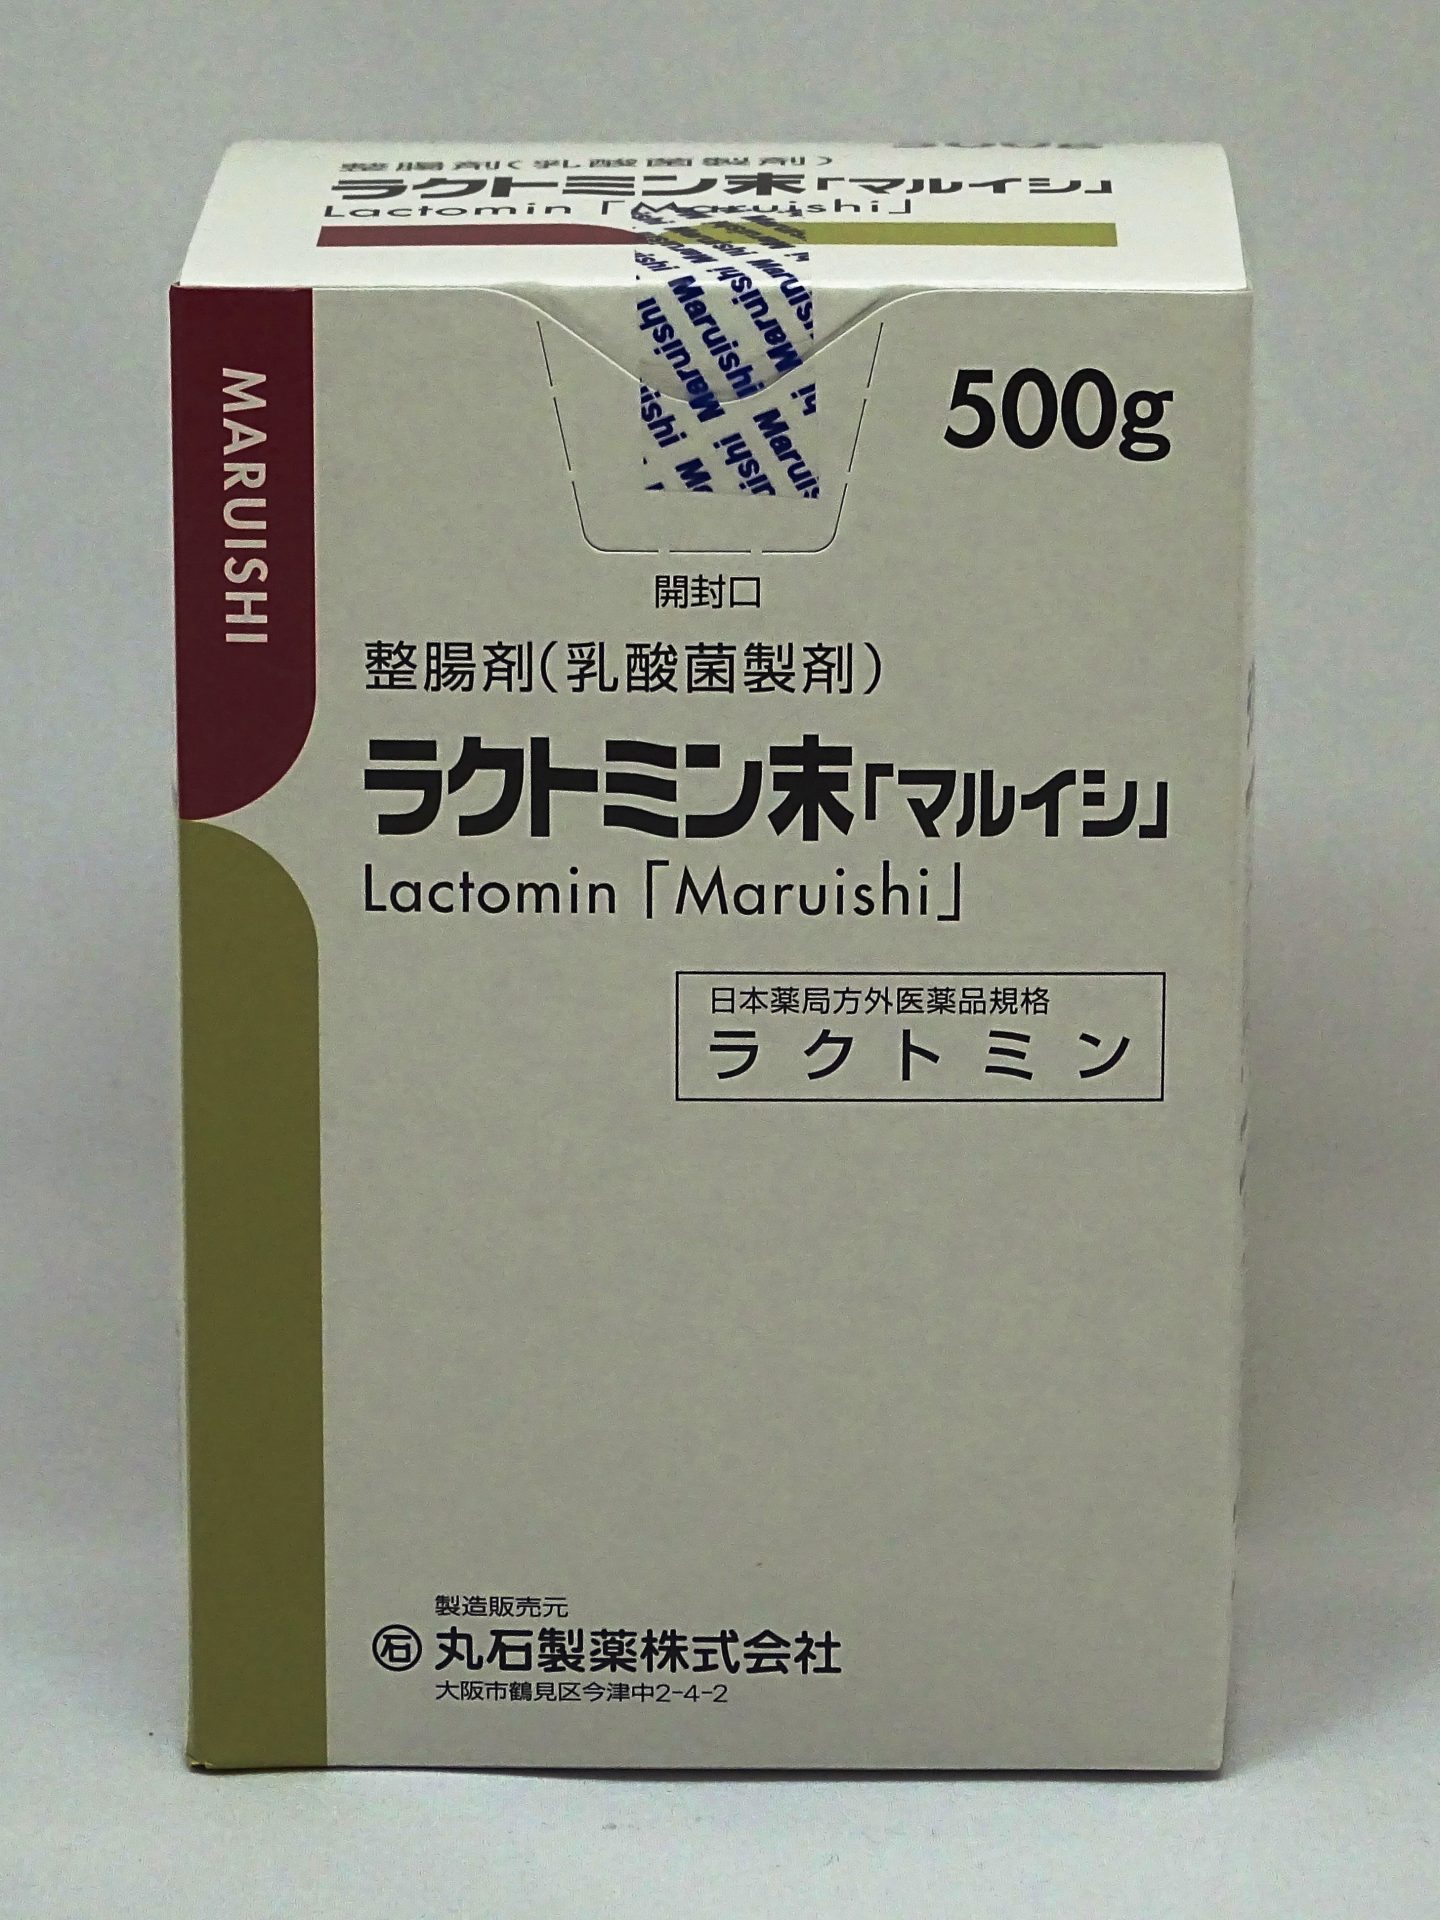 整腸剤(乳酸菌製剤)
ラクトミン末「マルイシ」
Lactomin「Maruishi」
MARUISHI
Maruishi
500g
開封口
整腸剤(乳酸菌製剤)
ラクトミン末「マルイシ」
Lactomin「Maruishi」
日本薬局方外医薬品規格
ラクトミン
製造販売元
石 丸石製薬株式会社
大阪市鶴見区今津中2-4-2